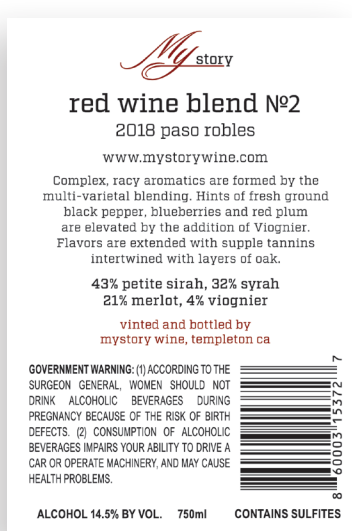 My story
red wine blend №2
2018 paso robles
www.mystorywine.com
Complex, racy aromatics are formed by the
multi-varietal blending. Hints of fresh ground
black pepper, blueberries and red plum
are elevated by the addition of Viognier.
Flavors are extended with supple tannins
intertwined with layers of oak.
43% petite sirah, 32% syrah
21% merlot, 4% viognier
vinted and bottled by
mystory wine, templeton ca
GOVERNMENT WARNING: (1) ACCORDING TO THE
SURGEON GENERAL, WOMEN SHOULD NOT
DRINK ALCOHOLIC BEVERAGES DURING
PREGNANCY BECAUSE OF THE RISK OF BIRTH
DEFECTS. (2) CONSUMPTION OF ALCOHOLIC
BEVERAGES IMPAIRS YOUR ABILITY TO DRIVE A
CAR OR OPERATE MACHINERY, AND MAY CAUSE
HEALTH PROBLEMS.
8 60003 15372 7
ALCOHOL 14.5% BY VOL. 750ml CONTAINS SULFITES